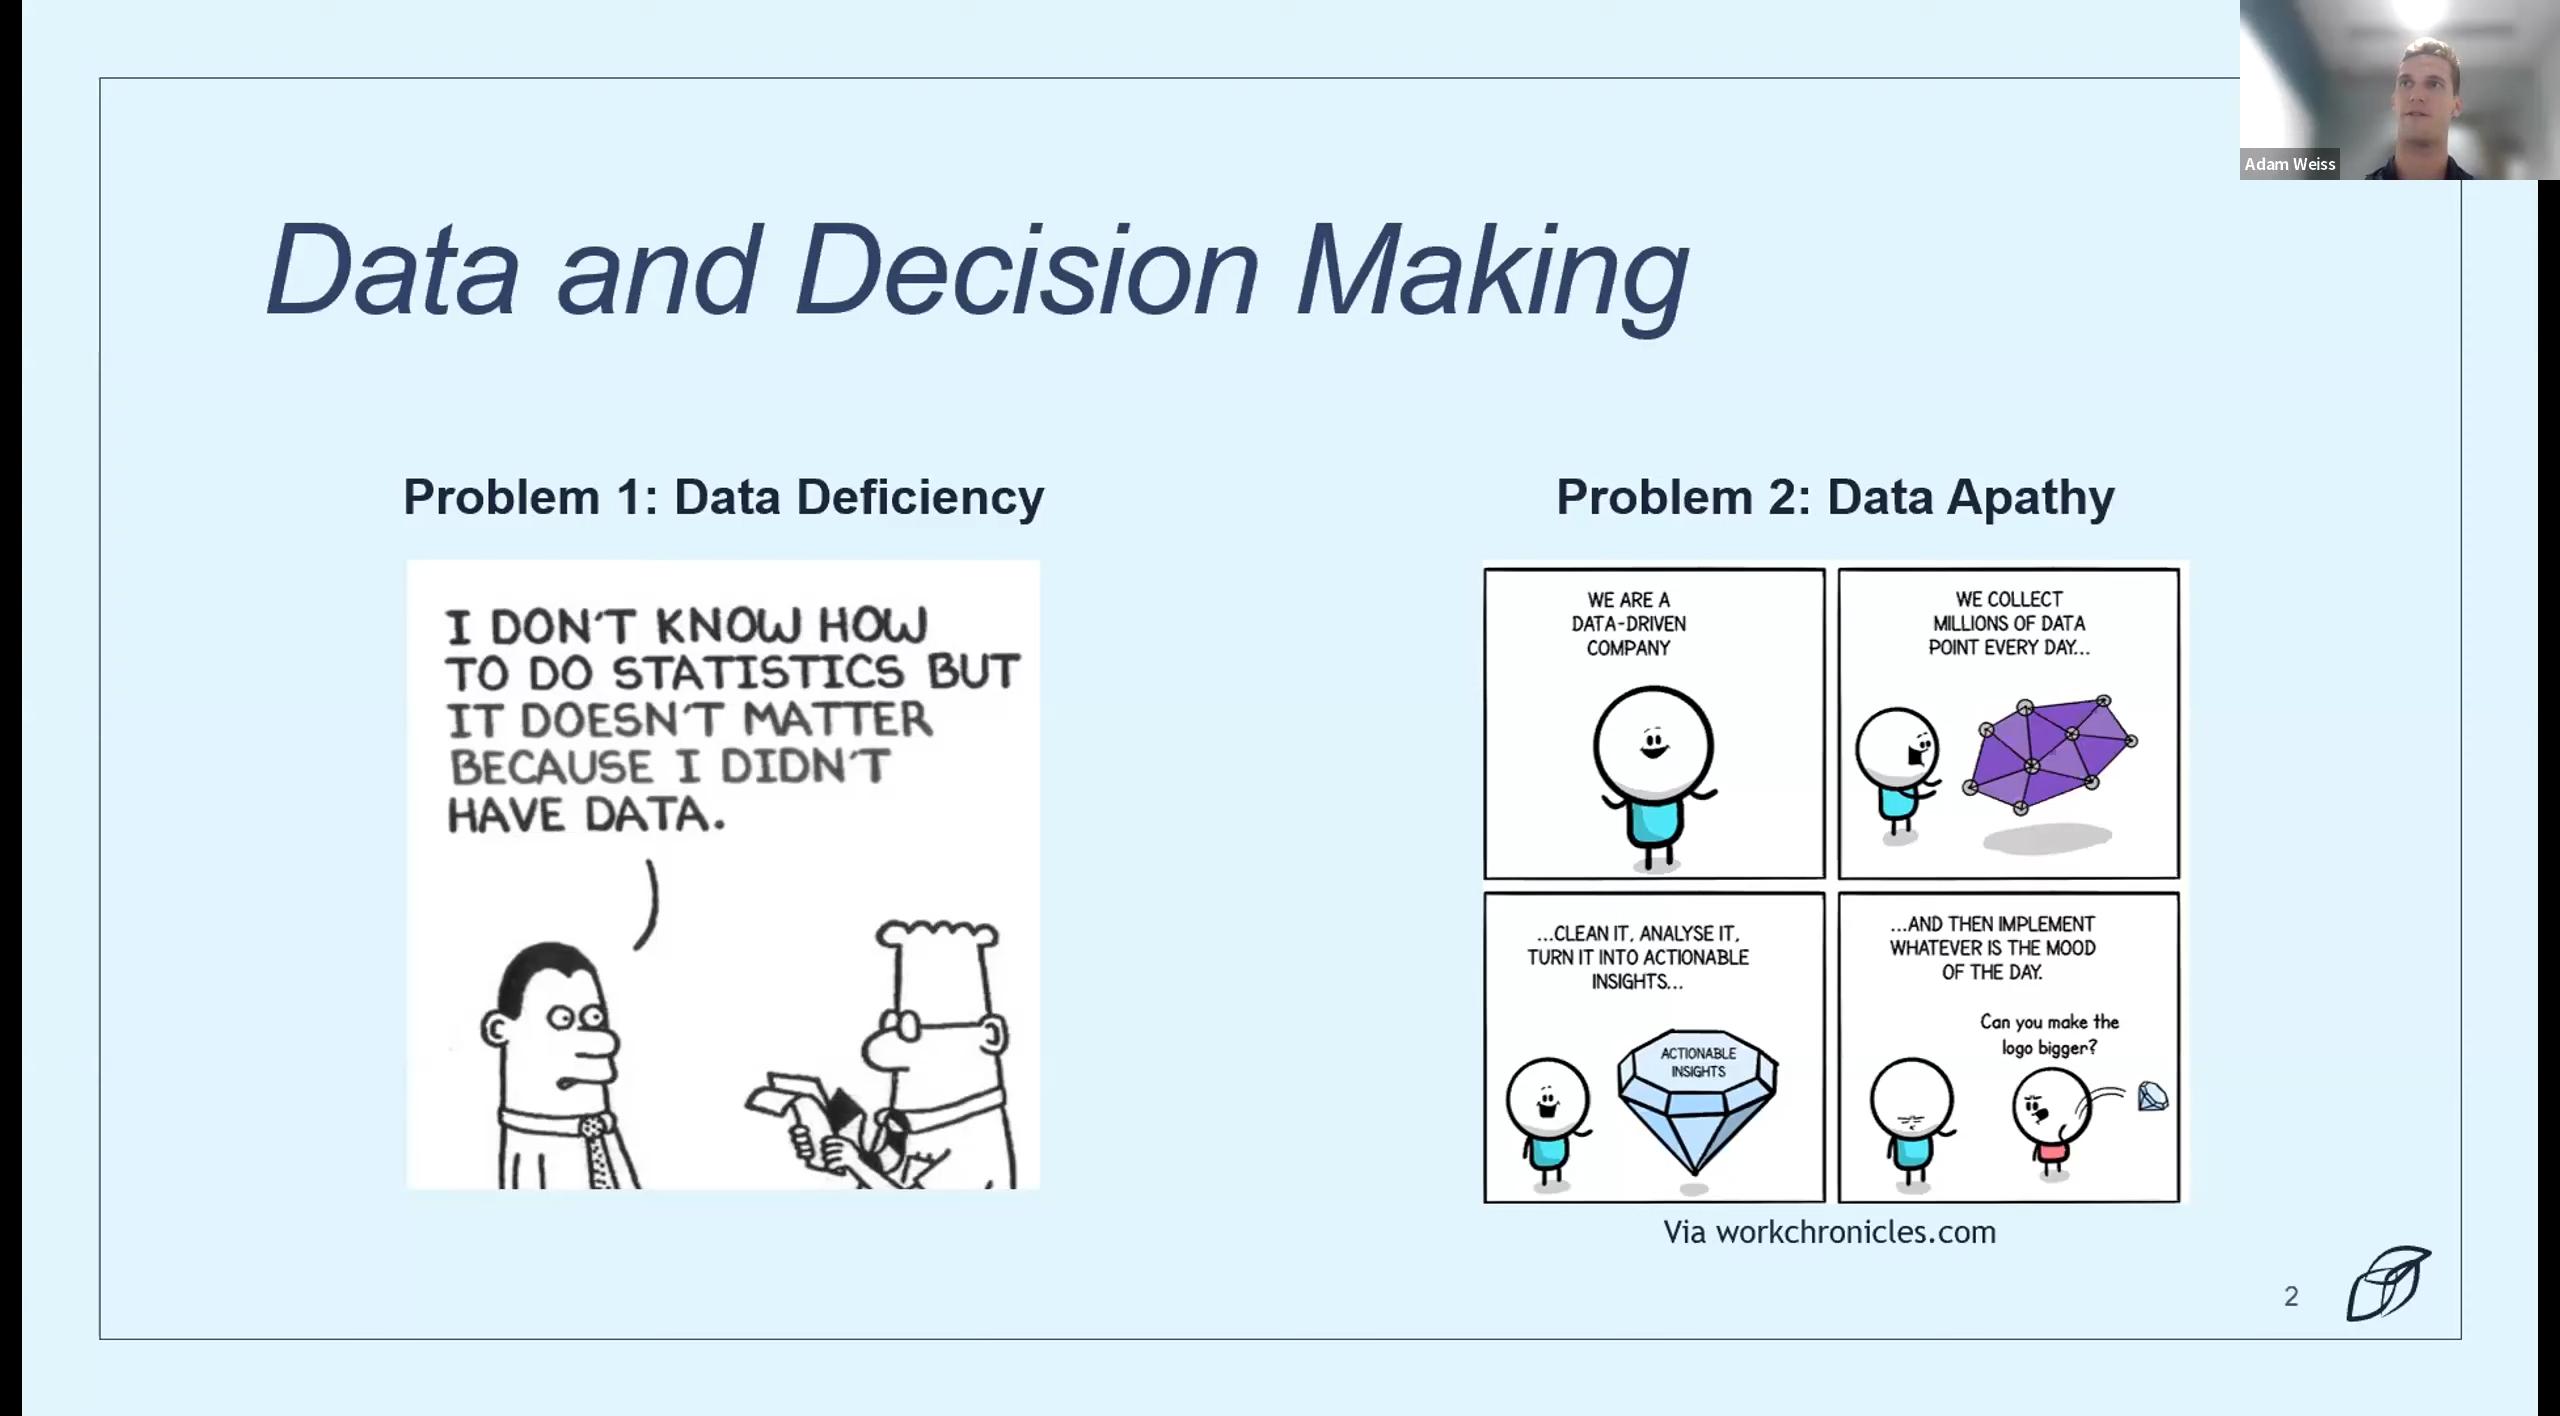 Adam Weiss
Data and Decision Making
Problem 1: Data Deficiency
I DON'T KNOW HOW
TO DO STATISTICS BUT
IT DOESN'T MATTER
BECAUSE I DIDN'T
HAVE DATA.
Problem 2: Data Apathy
WE ARE A
DATA-DRIVEN
COMPANY
WE COLLECT
MILLIONS OF DATA
POINT EVERY DAY...
...CLEAN IT, ANALYSE IT,
TURN IT INTO ACTIONABLE
INSIGHTS...
ACTIONABLE
INSIGHTS
...AND THEN IMPLEMENT
WHATEVER IS THE MOOD
OF THE DAY.
Can you make the
logo bigger?
Via workchronicles.com
2